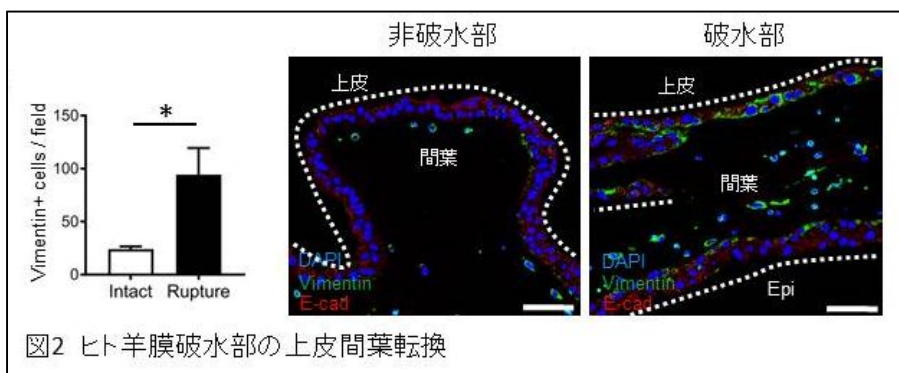 非破水部
破水部
Vimentin+ cells / field
150
100
50
0
*
Intact
Rupture
上皮
間葉
DAPI
Vimentin
E-cad
上皮
間葉
DAPI
Vimentin
E-cad
Epi
図2 ヒト羊膜破水部の上皮間葉転換